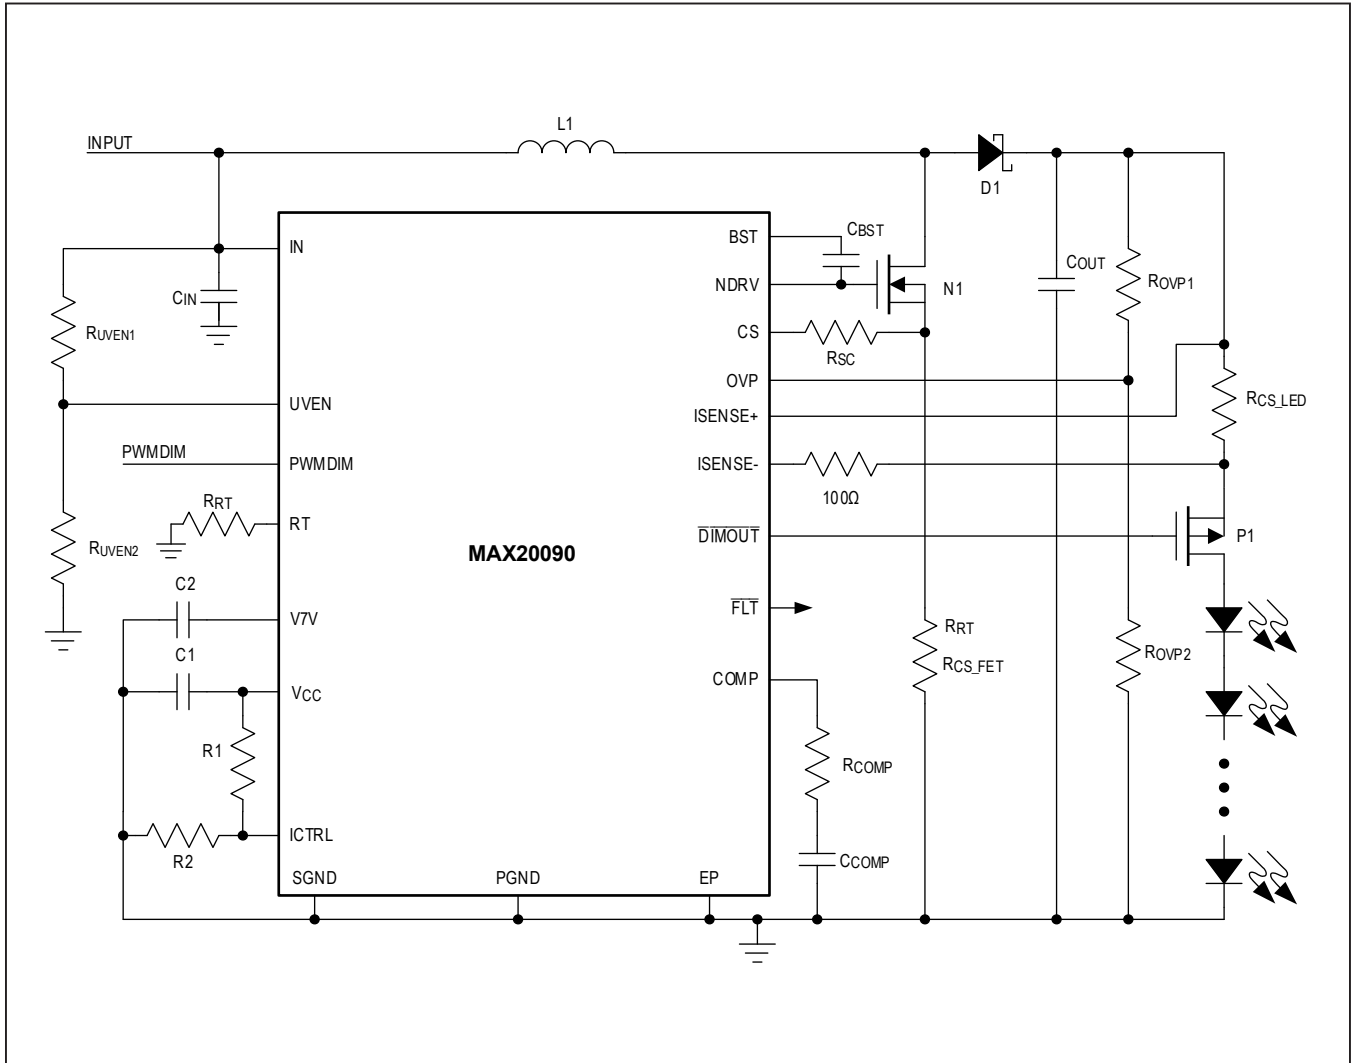 L1
INPUT
D1
IN
BST
CBST
COUT
ROVP1
CIN
NDRV
N1
RUVEN1
CS
RSC
OVP
UVEN
ISENSE+
RCS_LED
PWMDIM
PWMDIM
ISENSE-
100Ω
RRT
RT
DIMOUT
P1
RUVEN2
MAX20090
C2
V7V
FLT
RRT
C1
RCS_FET
ROVP2
VCC
COMP
R1
RCOMP
ICTRL
R2
CCOMP
SGND
PGND
EP